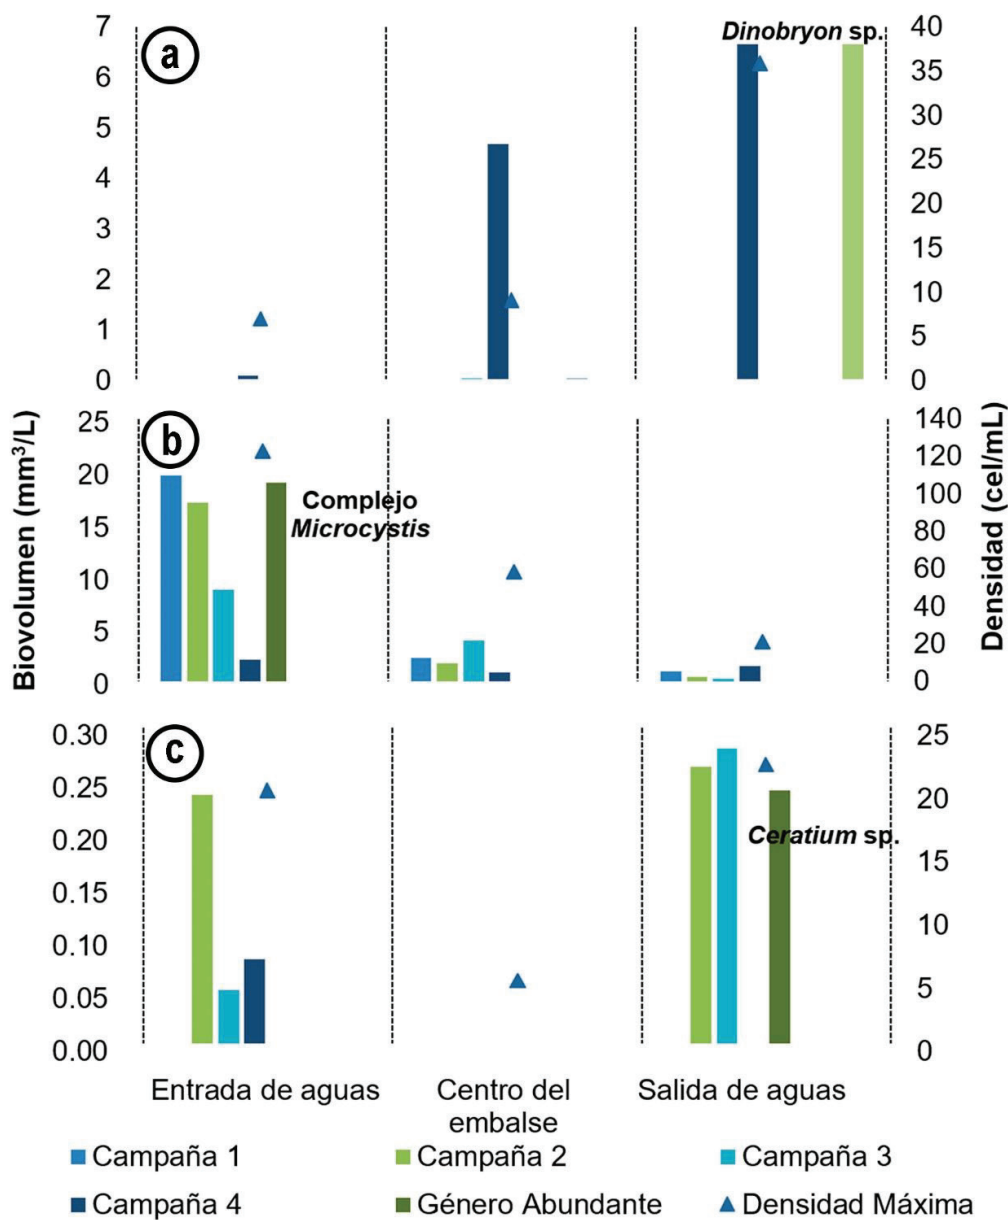 7
6
5
4
3
2
1
0
a
Dinobryon sp.
40
35
30
25
20
15
10
5
0
Biovolumen (mm³/L)
Densidad (cel/mL)
25
20
15
10
5
0
b
Complejo
Microcystis
140
120
100
80
60
40
20
0
0.30
0.25
0.20
0.15
0.10
0.05
0.00
c
Ceratium sp.
25
20
15
10
5
0
Entrada de aguas
Centro del
embalse
Salida de aguas
Campaña 1
Campaña 2
Campaña 3
Campaña 4
Género Abundante
Densidad Máxima